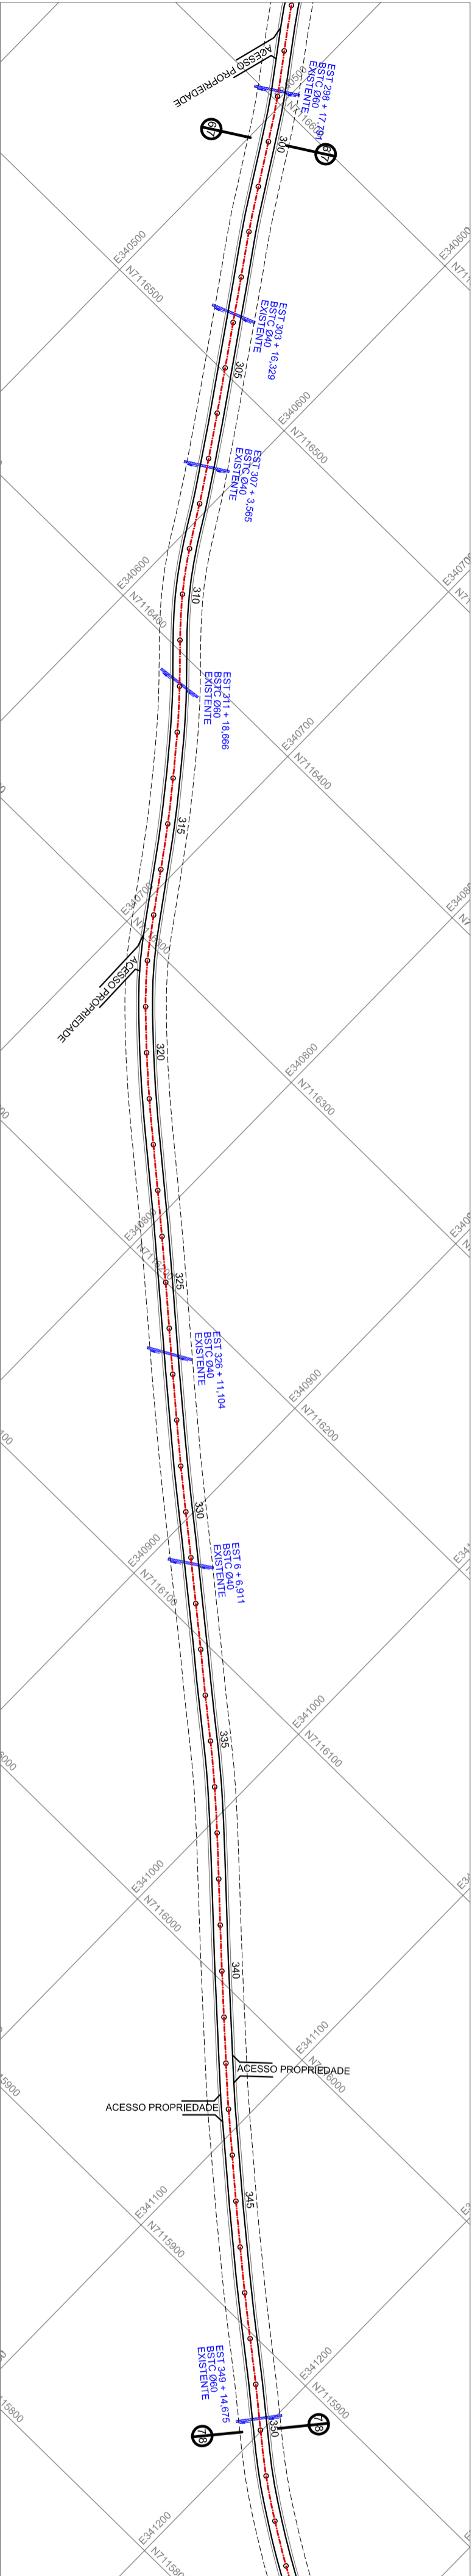 ACESSO PROPRIEDADE
EST 298 + 17,791
BSTC Ø60
EXISTENTE
300
E340500
N7116500
E340600
EST 303 + 16,329
BSTC Ø40
EXISTENTE
305
E340600
N7116500
EST 307 + 3,565
BSTC Ø40
EXISTENTE
E340600
N7116400
310
EST 311 + 18,666
BSTC Ø60
EXISTENTE
E340700
N7116400
315
E340700
ACESSO PROPRIEDADE
320
E340800
N7116300
E340800
325
EST 326 + 11,104
BSTC Ø40
EXISTENTE
E340900
N7116200
330
EST 6 + 6,911
BSTC Ø40
EXISTENTE
E340900
N7116100
E341000
N7116100
335
E341000
N7116000
340
E341100
ACESSO PROPRIEDADE
ACESSO PROPRIEDADE
E341100
N7115900
345
EST 349 + 14,675
BSTC Ø60
EXISTENTE
E341200
N7115900
350
78
78
E341200